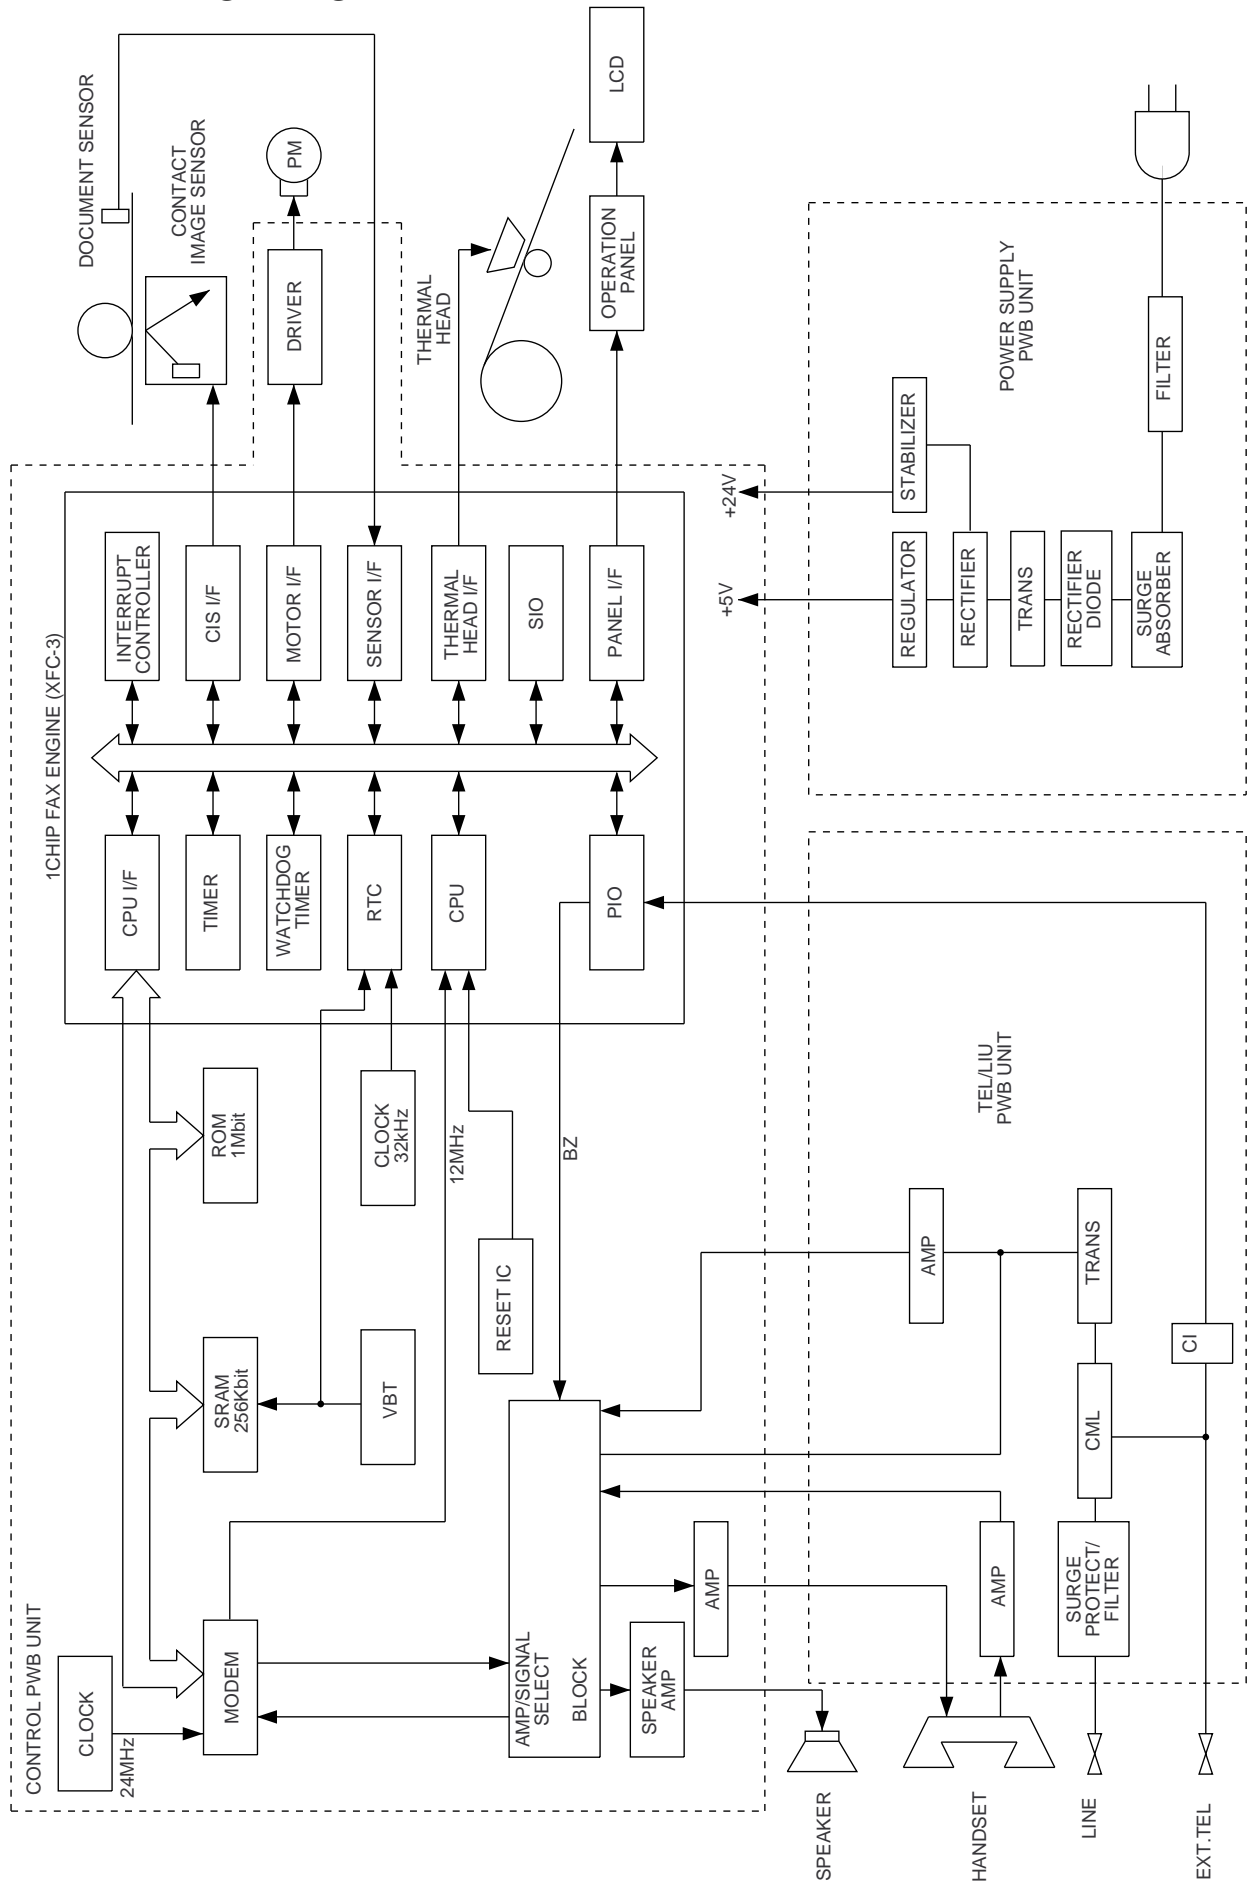 CONTROL PWB UNIT
CLOCK
24MHz
MODEM
SRAM
256Kbit
ROM
1Mbit
VBT
CLOCK
32kHz
12MHz
RESET IC
BZ
AMP/SIGNAL
SELECT
BLOCK
SPEAKER
AMP
AMP
1CHIP FAX ENGINE (XFC-3)
CPU I/F
TIMER
WATCHDOG
TIMER
RTC
CPU
PIO
INTERRUPT
CONTROLLER
CIS I/F
MOTOR I/F
SENSOR I/F
THERMAL
HEAD I/F
SIO
PANEL I/F
DOCUMENT SENSOR
CONTACT
IMAGE SENSOR
DRIVER
PM
THERMAL
HEAD
OPERATION
PANEL
LCD
SPEAKER
HANDSET
LINE
EXT.TEL
TEL/LIU
PWB UNIT
AMP
AMP
TRANS
CML
SURGE
PROTECT/
FILTER
CI
POWER SUPPLY
PWB UNIT
+5V
+24V
REGULATOR
STABILIZER
RECTIFIER
TRANS
RECTIFIER
DIODE
SURGE
ABSORBER
FILTER